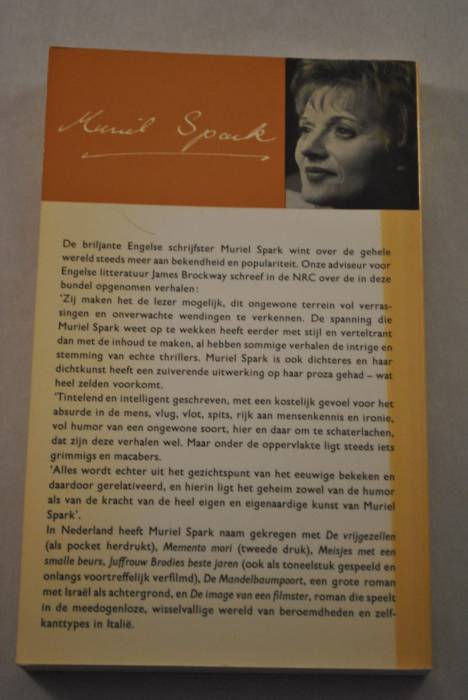 Muriel Spark
De briljante Engelse schrijfster Muriel Spark wint over de gehele
wereld steeds meer aan bekendheid en populariteit. Onze adviseur voor
Engelse litteratuur James Brockway schreef in de NRC over de in deze
bundel opgenomen verhalen:
'Zij maken het de lezer mogelijk, dit ongewone terrein vol verras-
singen en onverwachte wendingen te verkennen. De spanning die
Muriel Spark weet op te wekken heeft eerder met stijl en verteltrant
dan met de inhoud te maken, al hebben sommige verhalen de intrige en
stemming van echte thrillers. Muriel Spark is ook dichteres en haar
dichtkunst heeft een zuiverende uitwerking op haar proza gehad – wat
heel zelden voorkomt.
'Tintelend en intelligent geschreven, met een kostelijk gevoel voor het
absurde in de mens, vlug, vlot, spits, rijk aan mensenkennis en ironie,
vol humor van een ongewone soort, hier en daar om te schaterlachen,
dat zijn deze verhalen wel. Maar onder de oppervlakte ligt steeds iets
grimmigs en macabers.
'Alles wordt echter uit het gezichtspunt van het eeuwige bekeken en
daardoor gerelativeerd, en hierin ligt het geheim zowel van de humor
als van de kracht van de heel eigen en eigenaardige kunst van Muriel
Spark'.
In Nederland heeft Muriel Spark naam gekregen met De vrijgezellen
(als pocket herdrukt), Memento mori (tweede druk), Meisjes met een
smalle beurs, Juffrouw Brodies beste jaren (ook als toneelstuk gespeeld en
onlangs voortreffelijk verfilmd), De Mandelbaumpoort, een grote roman
met Israël als achtergrond, en De image van een filmster, roman die speelt
in de meedogenloze, wisselvallige wereld van beroemdheden en zelf-
kanttypes in Italië.